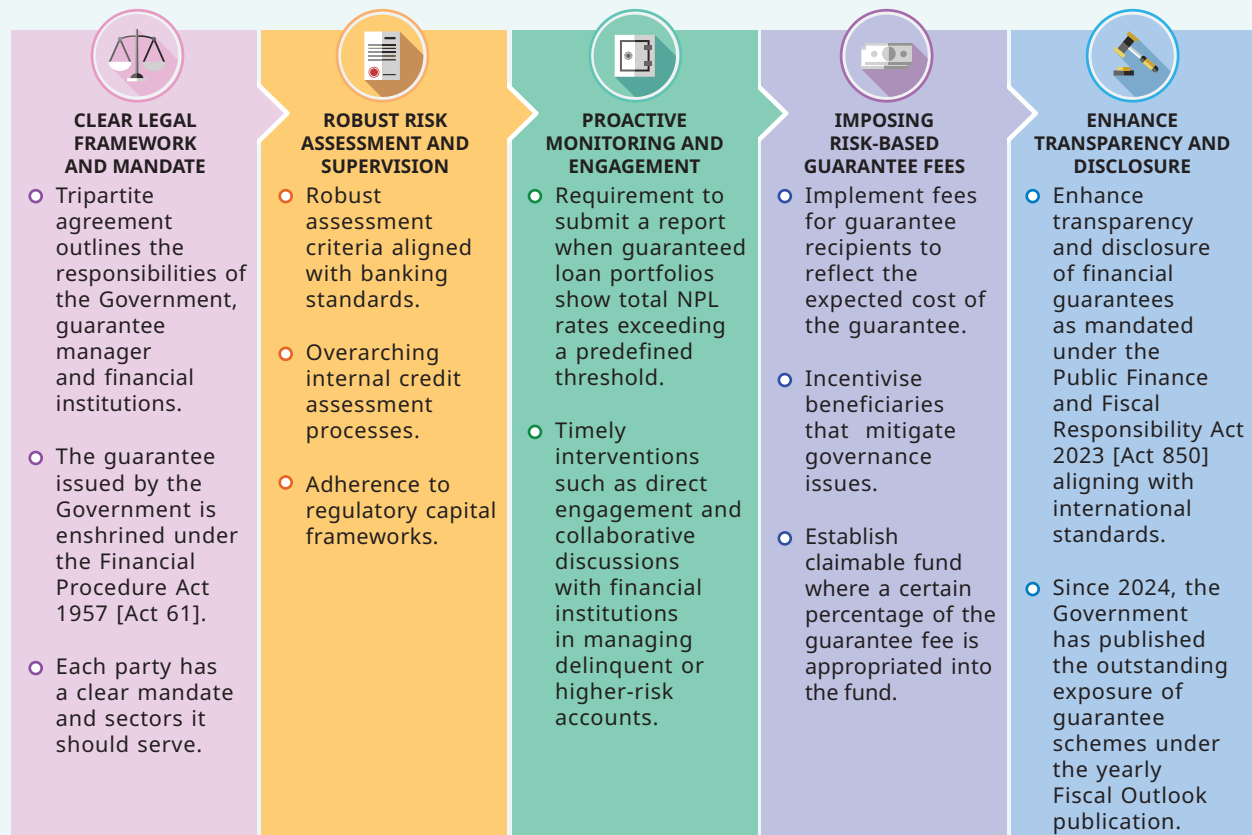 CLEAR LEGAL
FRAMEWORK
AND MANDATE
Tripartite
agreement
outlines the
responsibilities of
the Government,
guarantee
manager
and financial
institutions.
The guarantee
issued by the
Government is
enshrined under
the Financial
Procedure Act
1957 [Act 61].
Each party has
a clear mandate
and sectors it
should serve.
ROBUST RISK
ASSESSMENT AND
SUPERVISION
Robust
assessment
criteria aligned
with banking
standards.
Overarching
internal credit
assessment
processes.
Adherence to
regulatory capital
frameworks.
PROACTIVE
MONITORING AND
ENGAGEMENT
Requirement to
submit a report
when guaranteed
loan portfolios
show total NPL
rates exceeding
a predefined
threshold.
Timely
interventions
such as direct
engagement and
collaborative
discussions
with financial
institutions
in managing
delinquent or
higher-risk
accounts.
IMPOSING
RISK-BASED
GUARANTEE FEES
Implement fees
for guarantee
recipients to
reflect the
expected cost of
the guarantee.
Incentivise
beneficiaries
that mitigate
governance
issues.
Establish
claimable fund
where a certain
percentage of the
guarantee fee is
appropriated into
the fund.
ENHANCE
TRANSPARENCY AND
DISCLOSURE
Enhance
transparency
and disclosure
of financial
guarantees
as mandated
under the
Public Finance
and Fiscal
Responsibility Act
2023 [Act 850]
aligning with
international
standards.
Since 2024, the
Government
has published
the outstanding
exposure of
guarantee
schemes under
the yearly
Fiscal Outlook
publication.